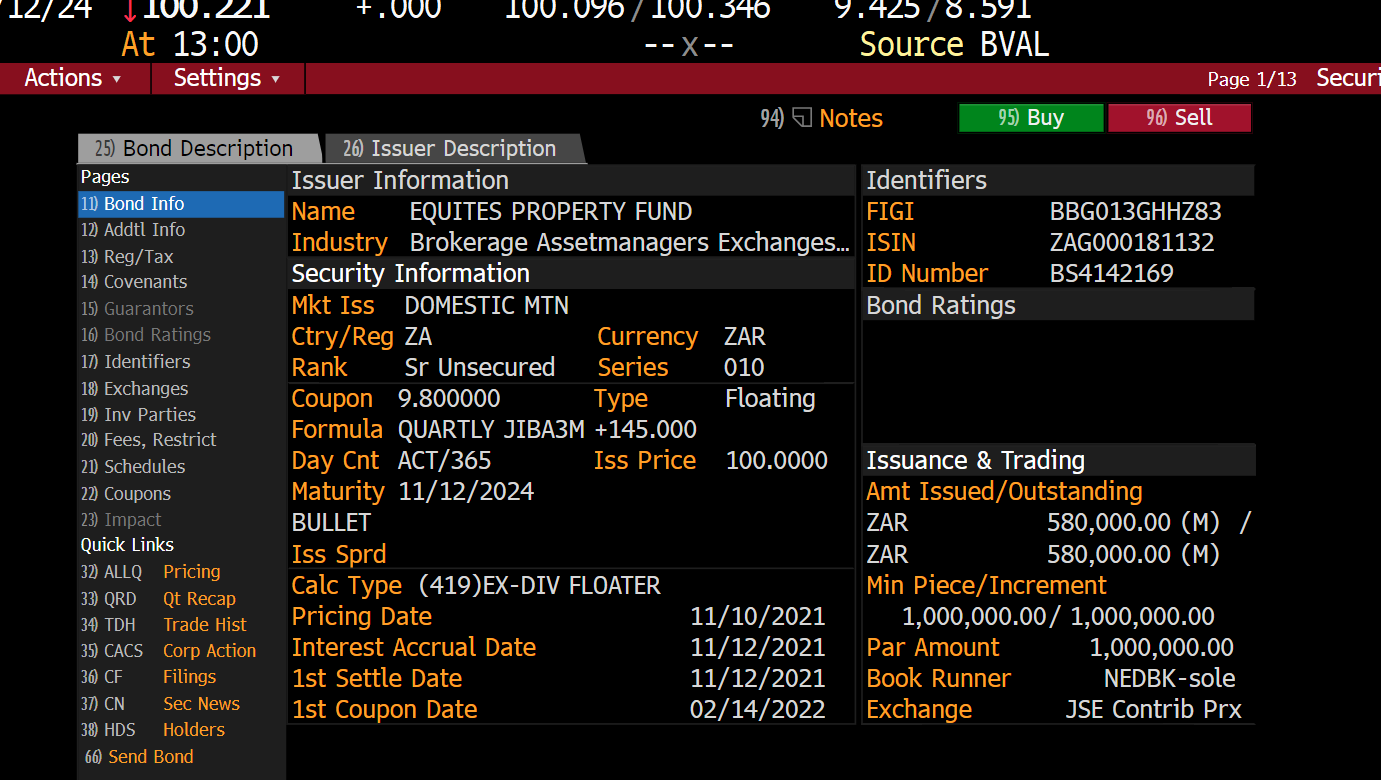 /12/24 ↓100.221 +.000 100.096/100.346 9.425/8.591
At 13:00 --x-- Source BVAL
Actions ▾ Settings ▾ Page 1/13 Securi
94) Notes 95) Buy 96) Sell
25) Bond Description 26) Issuer Description
Pages
11) Bond Info
12) Addtl Info
13) Reg/Tax
14) Covenants
15) Guarantors
16) Bond Ratings
17) Identifiers
18) Exchanges
19) Inv Parties
20) Fees, Restrict
21) Schedules
22) Coupons
23) Impact
Quick Links
32) ALLQ Pricing
33) QRD Qt Recap
34) TDH Trade Hist
35) CACS Corp Action
36) CF Filings
37) CN Sec News
38) HDS Holders
66) Send Bond
Issuer Information
Name EQUITES PROPERTY FUND
Industry Brokerage Assetmanagers Exchanges...
Security Information
Mkt Iss DOMESTIC MTN
Ctry/Reg ZA Currency ZAR
Rank Sr Unsecured Series 010
Coupon 9.800000 Type Floating
Formula QUARTLY JIBA3M +145.000
Day Cnt ACT/365 Iss Price 100.0000
Maturity 11/12/2024
BULLET
Iss Sprd
Calc Type (419)EX-DIV FLOATER
Pricing Date 11/10/2021
Interest Accrual Date 11/12/2021
1st Settle Date 11/12/2021
1st Coupon Date 02/14/2022
Identifiers
FIGI BBG013GHHZ83
ISIN ZAG000181132
ID Number BS4142169
Bond Ratings
Issuance & Trading
Amt Issued/Outstanding
ZAR 580,000.00 (M) /
ZAR 580,000.00 (M)
Min Piece/Increment
1,000,000.00/ 1,000,000.00
Par Amount 1,000,000.00
Book Runner NEDBK-sole
Exchange JSE Contrib Prx